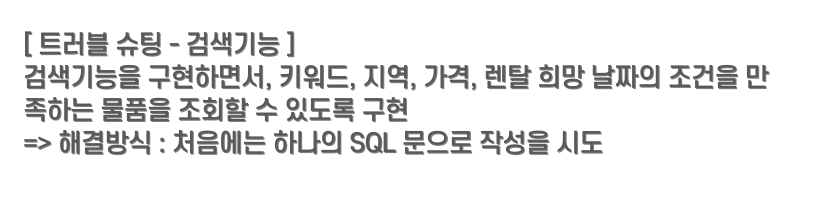 [ 트러블 슈팅 - 검색기능 ]
검색기능을 구현하면서, 키워드, 지역, 가격, 렌탈 희망 날짜의 조건을 만
족하는 물품을 조회할 수 있도록 구현
=> 해결방식 : 처음에는 하나의 SQL 문으로 작성을 시도